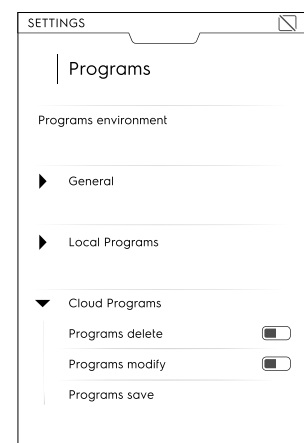 SETTINGS
Programs
Programs environment
General
Local Programs
Cloud Programs
Programs delete
Programs modify
Programs save